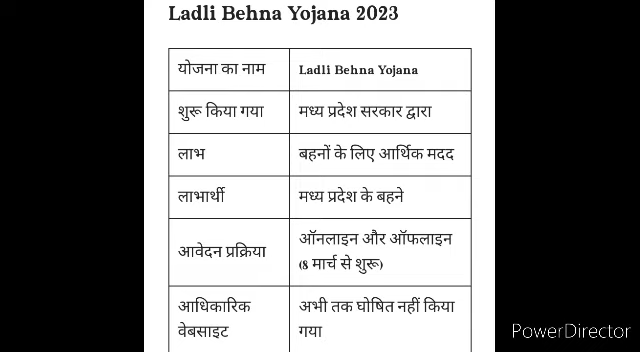 Ladli Behna Yojana 2023
योजना का नाम
Ladli Behna Yojana
शुरू किया गया
मध्य प्रदेश सरकार द्वारा
लाभ
बहनों के लिए आर्थिक मदद
लाभार्थी
मध्य प्रदेश के बहने
आवेदन प्रक्रिया
ऑनलाइन और ऑफलाइन
(8 मार्च से शुरू)
आधिकारिक
वेबसाइट
अभी तक घोषित नहीं किया
गया
PowerDirector